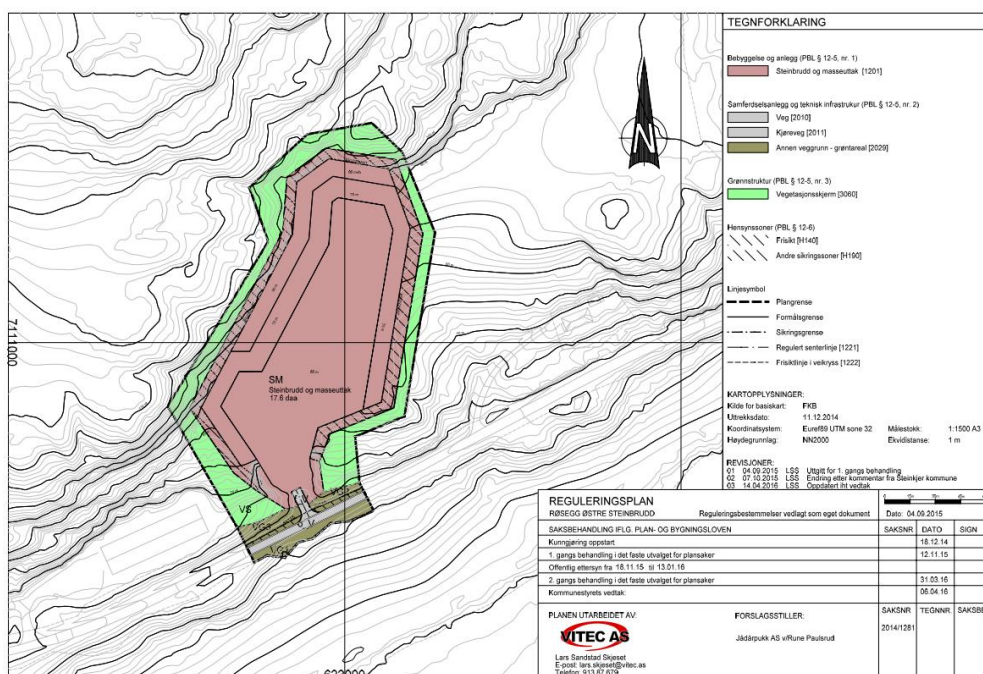 TEGNFORKLARING
Bebyggelse og anlegg (PBL § 12-5, nr. 1)
Steinbrudd og masseuttak [1201]
Samferdselsanlegg og teknisk infrastrukur (PBL § 12-5, nr. 2)
Veg [2010]
Kjøreveg [2011]
Annen veggrunn - grøntareal [2029]
Grønnstruktur (PBL § 12-5, nr. 3)
Vegetasjonsskjerm [3060]
Hensynssoner (PBL § 12-6)
Frisikt [H140]
Andre sikringssoner [H190]
Linjesymbol
Plangrense
Formålsgrense
Sikringsgrense
Regulert senterlinje [1221]
Frisiktlinje i veikryss [1222]
KARTOPPLYSNINGER:
Kilde for basiskart: FKB
Uttrekksdato: 11.12.2014
Koordinatsystem: Euref89 UTM sone 32 Målestokk: 1:1500 A3
Høydegrunnlag: NN2000 Ekvidistanse: 1 m
REVISJONER:
01 04.09.2015 LSS Utgitt for 1. gangs behandling
02 07.10.2015 LSS Endring etter kommentar fra Steinkjer kommune
03 14.04.2016 LSS Oppdatert iht vedtak
N
7111000
SM
Steinbrudd og masseuttak
17.6 daa
VS
V
REGULERINGSPLAN
RØSEGG ØSTRE STEINBRUDD Reguleringsbestemmelser vedlagt som eget dokument Dato: 04.09.2015
SAKSBEHANDLING IFLG. PLAN- OG BYGNINGSLOVEN SAKSNR DATO SIGN
Kunngjøring oppstart 18.12.14
1. gangs behandling i det faste utvalget for plansaker 12.11.15
Offentlig ettersyn fra 18.11.15 til 13.01.16
2. gangs behandling i det faste utvalget for plansaker 31.03.16
Kommunestyrets vedtak: 06.04.16
PLANEN UTARBEIDET AV: FORSLAGSSTILLER: SAKSNR TEGNNR. SAKSBE
VITEC AS
2014/1281
Jådårpukk AS v/Rune Paulsrud
Lars Sandstad Skjeset
E-post: lars.skjeset@vitec.as
Telefon: 913 87 679